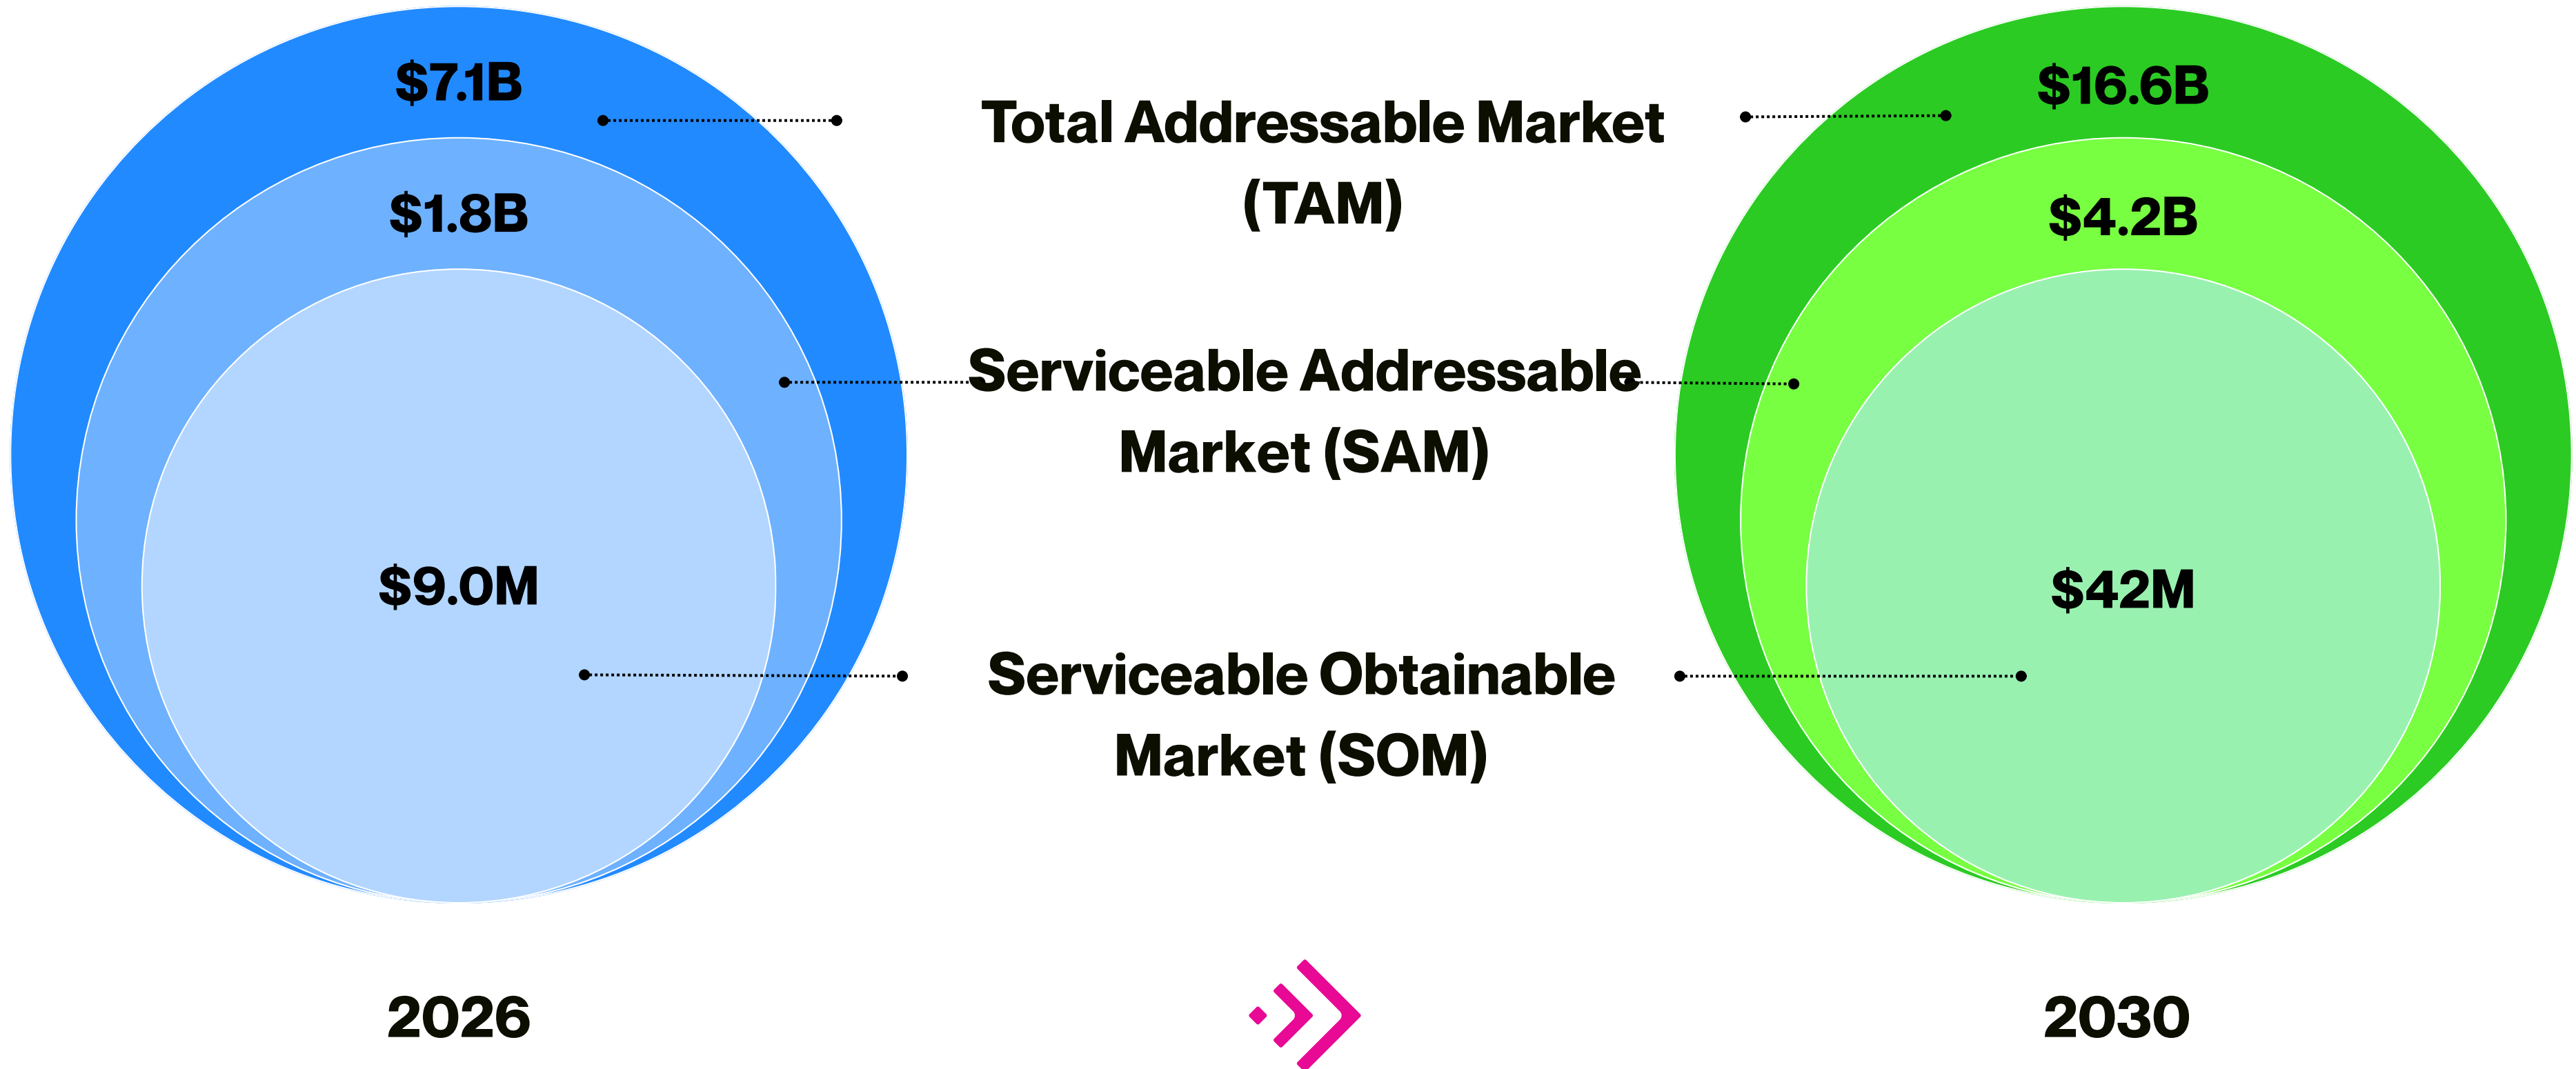 $7.1B
$1.8B
$9.0M
Total Addressable Market
(TAM)
Serviceable Addressable
Market (SAM)
Serviceable Obtainable
Market (SOM)
$16.6B
$4.2B
$42M
2026
2030